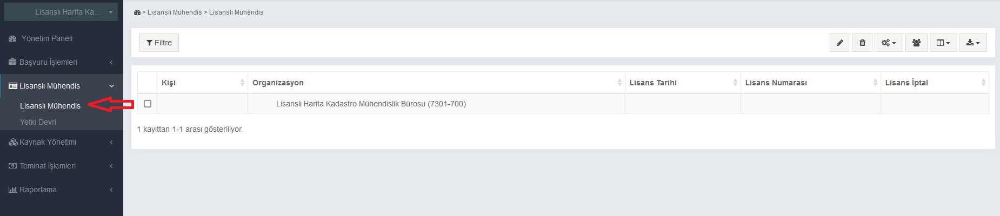 Lisanslı Harita Ka...
> Lisanslı Mühendis > Lisanslı Mühendis
Yönetim Paneli
Başvuru İşlemleri
Lisanslı Mühendis
Lisanslı Mühendis
Yetki Devri
Kaynak Yönetimi
Teminat İşlemleri
Raporlama
Filtre
Kişi Organizasyon Lisans Tarihi Lisans Numarası Lisans İptal
Lisanslı Harita Kadastro Mühendislik Bürosu (7301-700)
1 kayıttan 1-1 arası gösteriliyor.